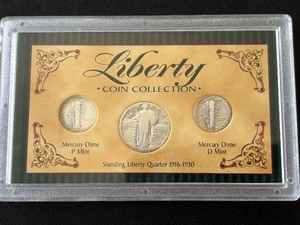 Liberty
• COIN COLLECTION •
Mercury Dime
P Mint
Mercury Dime
D Mint
Standing Liberty Quarter 1916-1930